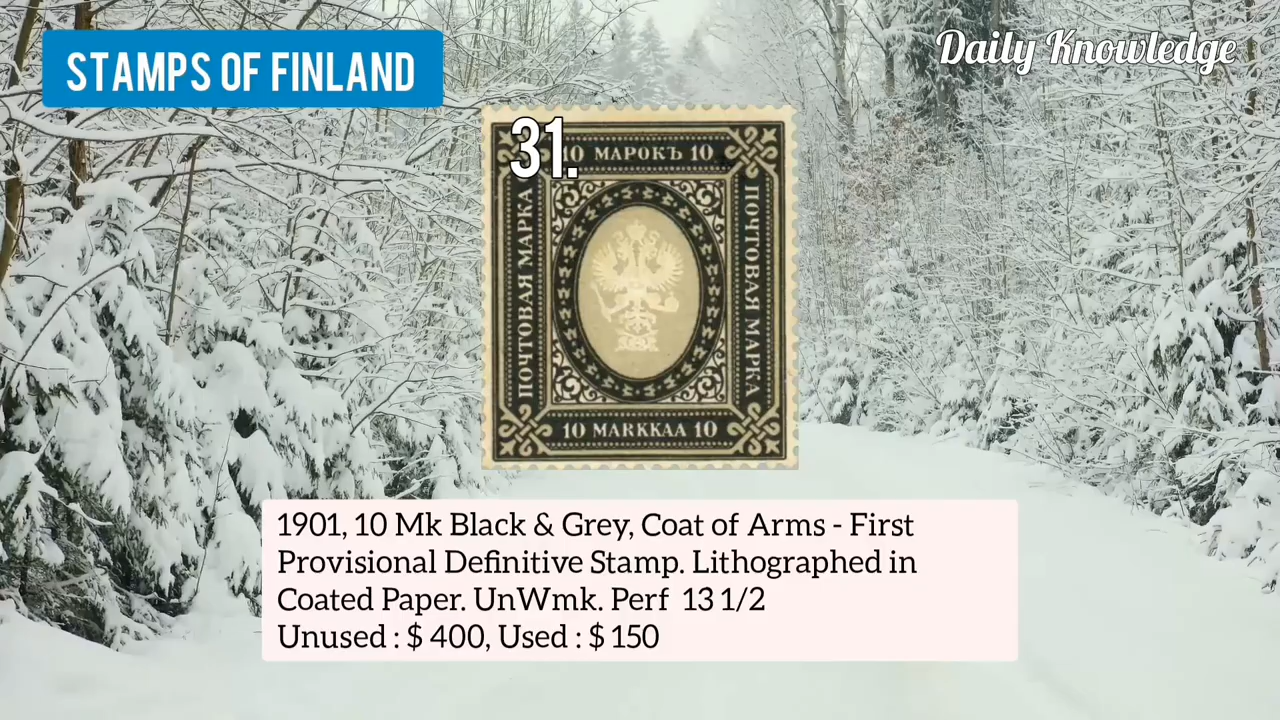 STAMPS OF FINLAND
Daily Knowledge
31.
10 МАРОКЪ 10
ПОЧТОВАЯ МАРКА
ПОЧТОВАЯ МАРКА
10 MARKKAA 10
1901, 10 Mk Black & Grey, Coat of Arms - First
Provisional Definitive Stamp. Lithographed in
Coated Paper. UnWmk. Perf 13 1/2
Unused : $ 400, Used : $ 150